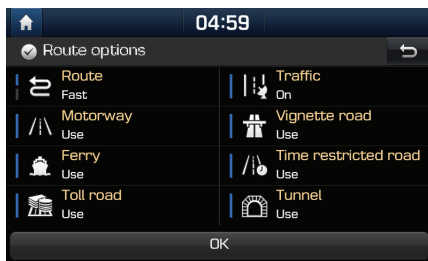 04:59
Route options
Route
Fast
Traffic
On
Motorway
Use
Vignette road
Use
Ferry
Use
Time restricted road
Use
Toll road
Use
Tunnel
Use
OK